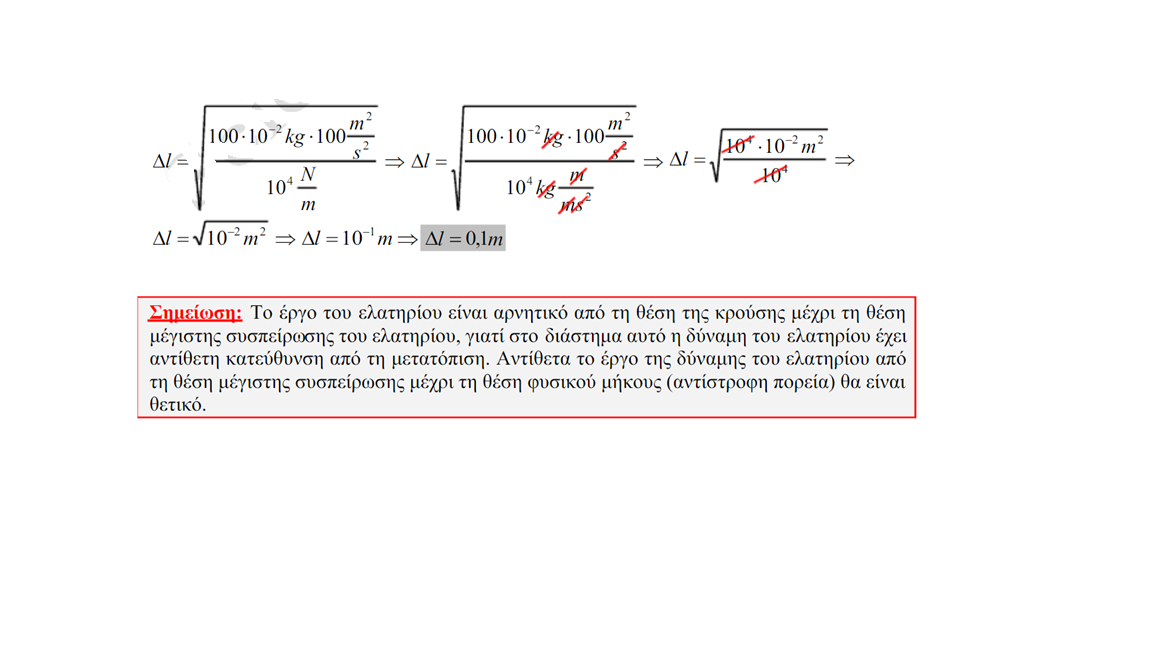 Δl = √(100·10⁻² kg·100 m²/s² / 10⁴ N/m) ⇒ Δl = √(100·10⁻² kg·100 m²/s² / 10⁴ kg m/ms²) ⇒ Δl = √(10⁴·10⁻² m² / 10⁴) ⇒
Δl = √10⁻² m² ⇒ Δl = 10⁻¹ m ⇒ Δl = 0,1m
Σημείωση: Το έργο του ελατηρίου είναι αρνητικό από τη θέση της κρούσης μέχρι τη θέση
μέγιστης συσπείρωσης του ελατηρίου, γιατί στο διάστημα αυτό η δύναμη του ελατηρίου έχει
αντίθετη κατεύθυνση από τη μετατόπιση. Αντίθετα το έργο της δύναμης του ελατηρίου από
τη θέση μέγιστης συσπείρωσης μέχρι τη θέση φυσικού μήκους (αντίστροφη πορεία) θα είναι
θετικό.